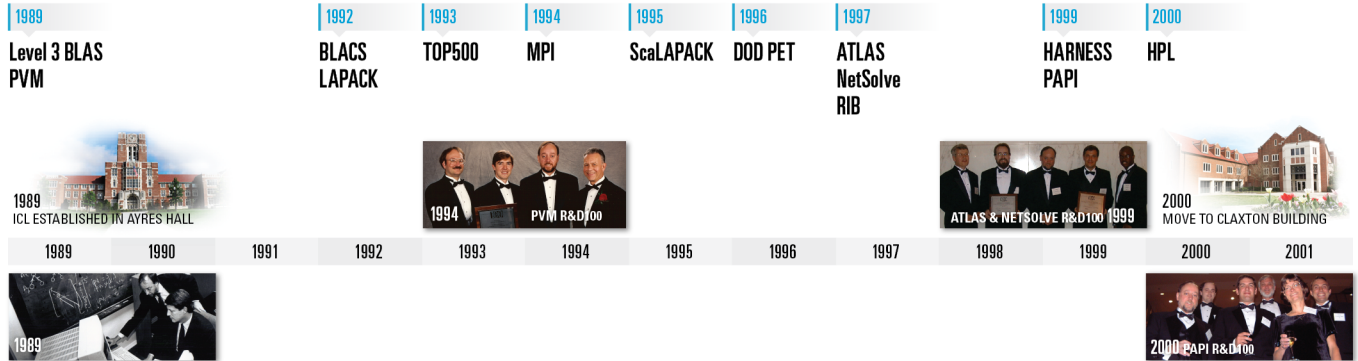 1989
1992
1993
1994
1995
1996
1997
1999
2000
Level 3 BLAS
PVM
BLACS
LAPACK
TOP500
MPI
ScaLAPACK
DOD PET
ATLAS
NetSolve
RIB
HARNESS
PAPI
HPL
1989
ICL ESTABLISHED IN AYRES HALL
1994 PVM R&D100
ATLAS & NETSOLVE R&D100 1999
2000
MOVE TO CLAXTON BUILDING
1989 1990 1991 1992 1993 1994 1995 1996 1997 1998 1999 2000 2001
1989
2000 PAPI R&D100